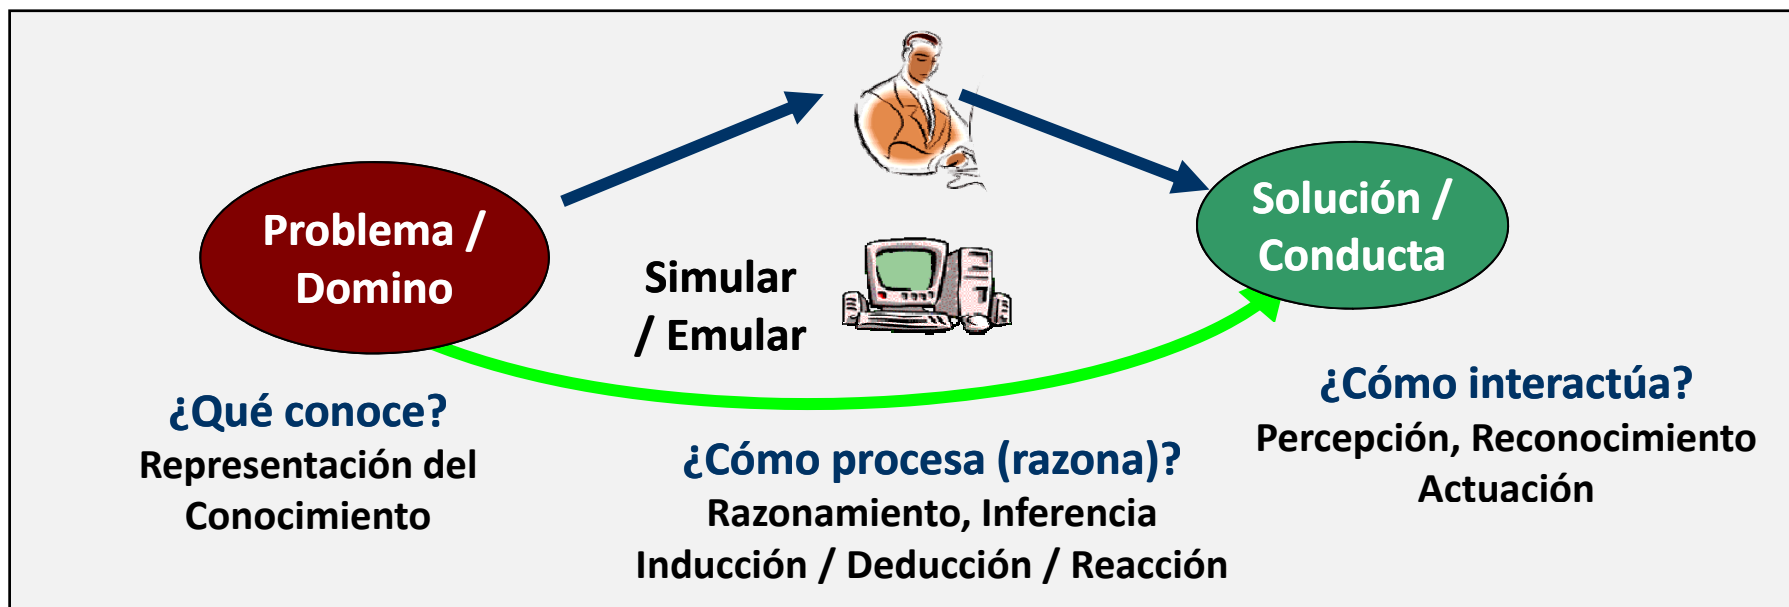 Problema /
Domino
Simular
/ Emular
Solución /
Conducta
¿Qué conoce?
Representación del
Conocimiento
¿Cómo procesa (razona)?
Razonamiento, Inferencia
Inducción / Deducción / Reacción
¿Cómo interactúa?
Percepción, Reconocimiento
Actuación